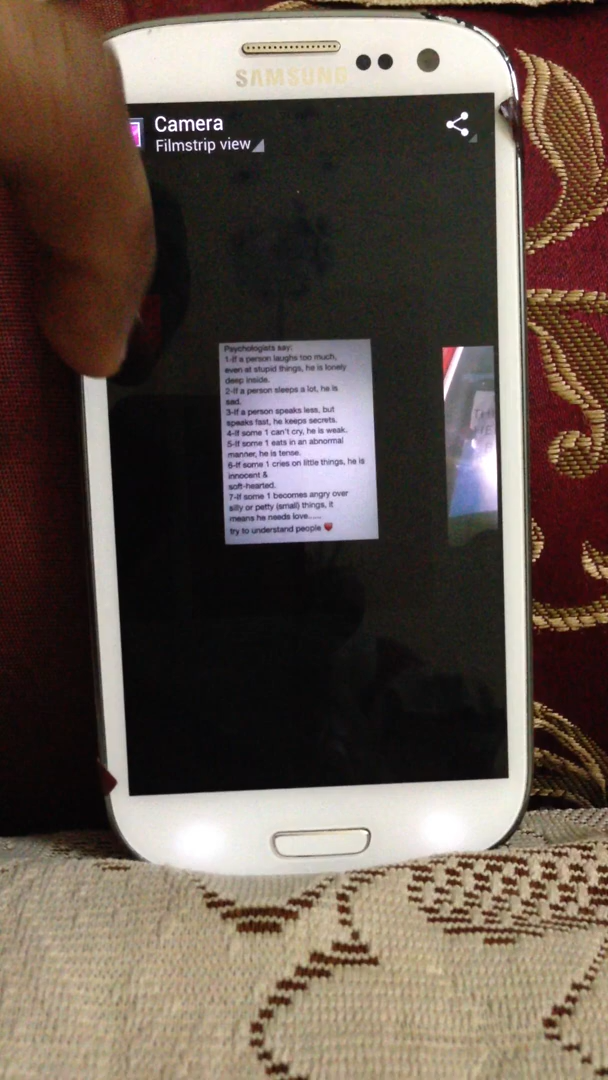 SAMSUNG
Camera
Filmstrip view
Psychologists say:
1-If a person laughs too much,
even at stupid things, he is lonely
deep inside.
2-If a person sleeps a lot, he is
sad.
3-If a person speaks less, but
speaks fast, he keeps secrets.
4-If some 1 can't cry, he is weak.
5-If some 1 eats in an abnormal
manner, he is tense.
6-If some 1 cries on little things, he is
innocent &
soft-hearted.
7-If some 1 becomes angry over
silly or petty (small) things, it
means he needs love.....
try to understand people ❤